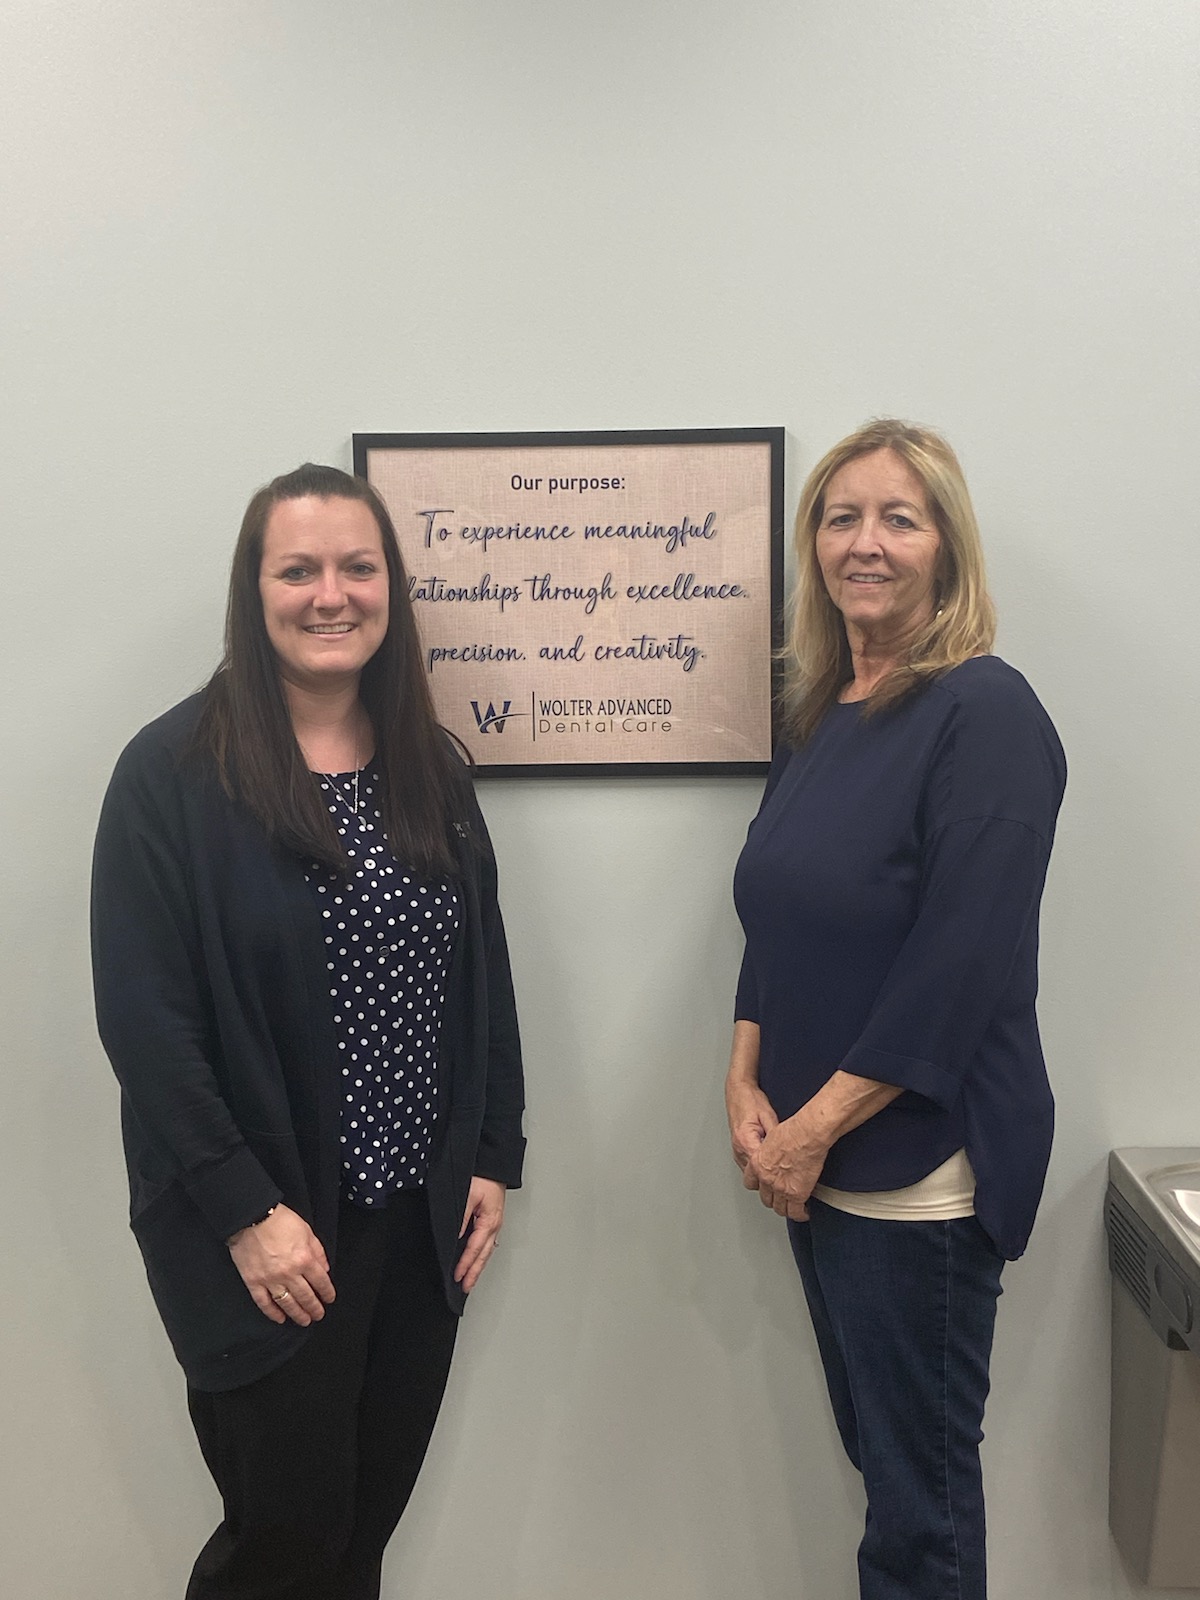 Our purpose:
To experience meaningful
lationships through excellence,
precision, and creativity.
W WOLTER ADVANCED
Dental Care